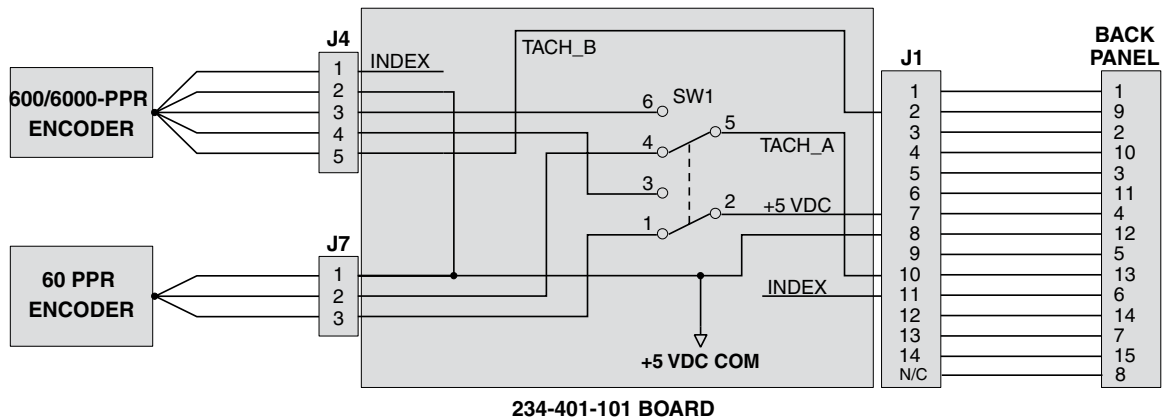 J4
INDEX
1
2
3
4
5
600/6000-PPR
ENCODER
TACH_B
6
SW1
5
4
TACH_A
3
2
+5 VDC
1
J7
1
2
3
60 PPR
ENCODER
INDEX
+5 VDC COM
234-401-101 BOARD
J1
1
2
3
4
5
6
7
8
9
10
11
12
13
14
N/C
BACK
PANEL
1
9
2
10
3
11
4
12
5
13
6
14
7
15
8